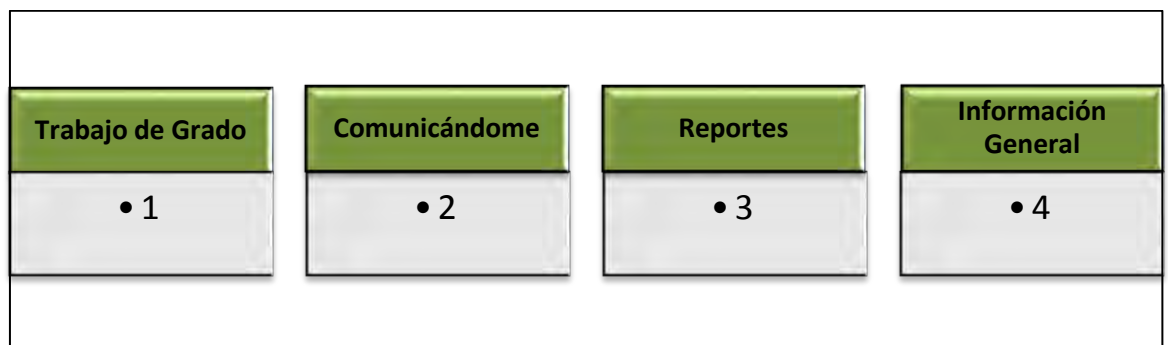 Trabajo de Grado
• 1
Comunicándome
• 2
Reportes
• 3
Información
General
• 4